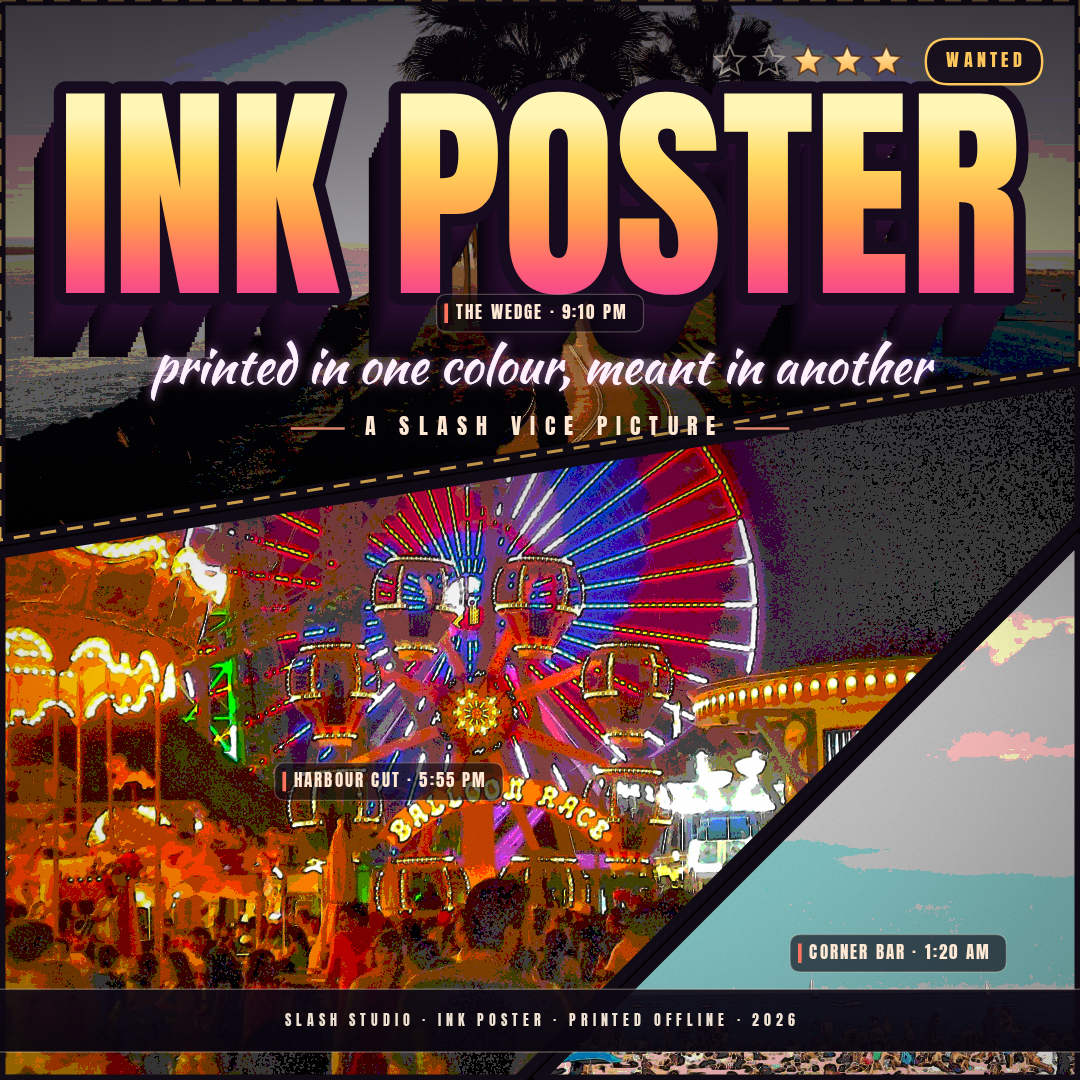 WANTED
INK POSTER
THE WEDGE · 9:10 PM
printed in one colour, meant in another
A SLASH VICE PICTURE
HARBOUR CUT · 5:55 PM
BALLOON RACE
CORNER BAR · 1:20 AM
SLASH STUDIO · INK POSTER · PRINTED OFFLINE · 2026